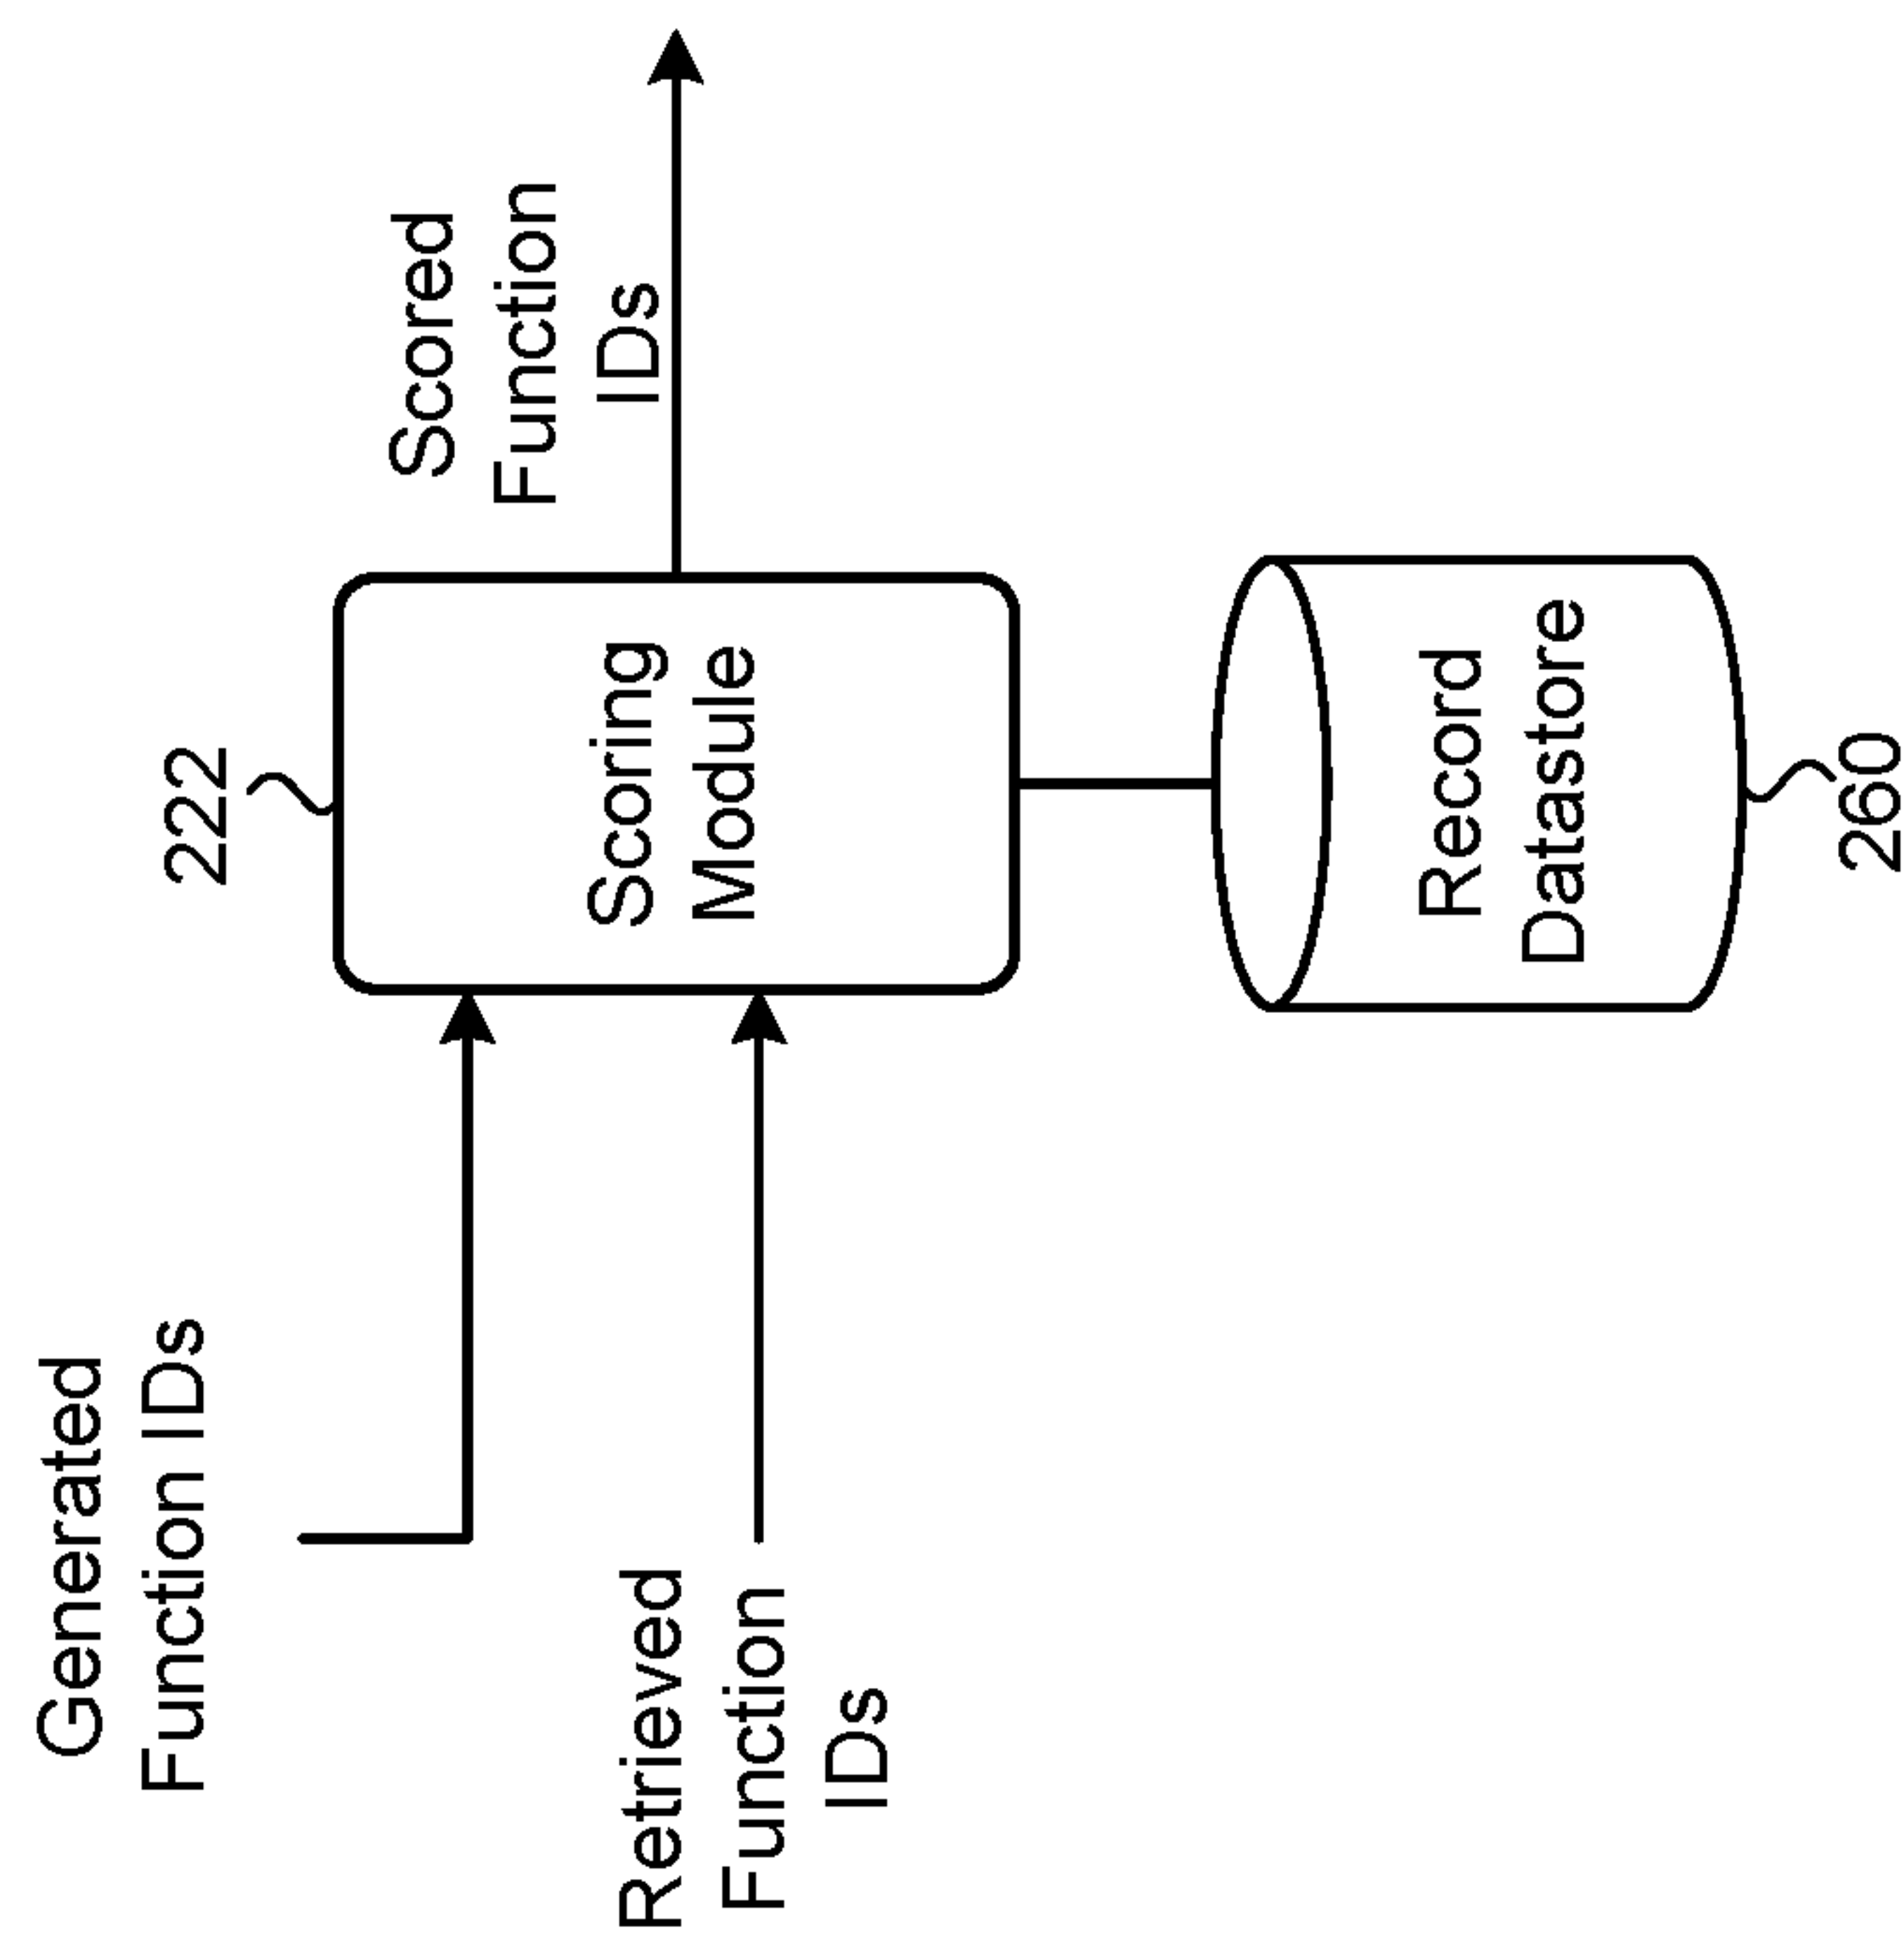 Generated
Function IDs
Retrieved
Function
IDs
222
Scoring
Module
Scored
Function
IDs
Record
Datastore
260